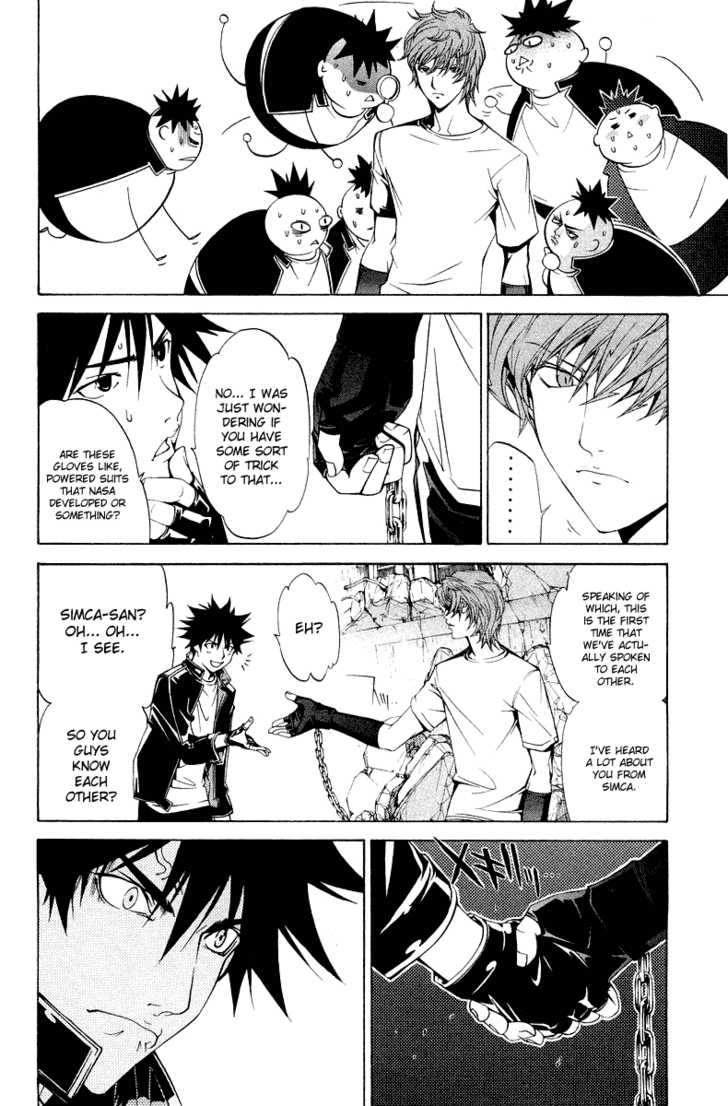 ......
NO... I WAS
JUST WON-
DERING IF
YOU HAVE
SOME SORT
OF TRICK
TO THAT...
ARE THESE
GLOVES LIKE,
POWERED SUITS
THAT NASA
DEVELOPED OR
SOMETHING?
SPEAKING
OF WHICH, THIS
IS THE FIRST
TIME THAT
WE'VE ACTU-
ALLY SPOKEN
TO EACH
OTHER.
I'VE HEARD
A LOT ABOUT
YOU FROM
SIMCA.
EH?
SIMCA-SAN?
OH... OH...
I SEE.
SO YOU
GUYS
KNOW
EACH
OTHER?